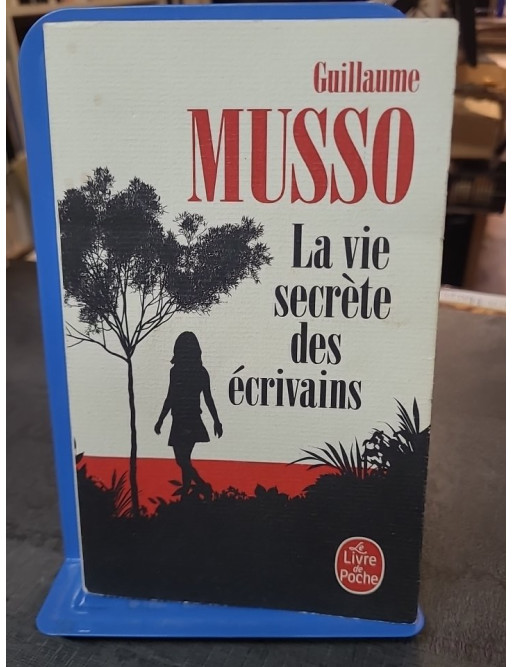 Guillaume
MUSSO
La vie
secrète
des
écrivains
Le
Livre
de
Poche